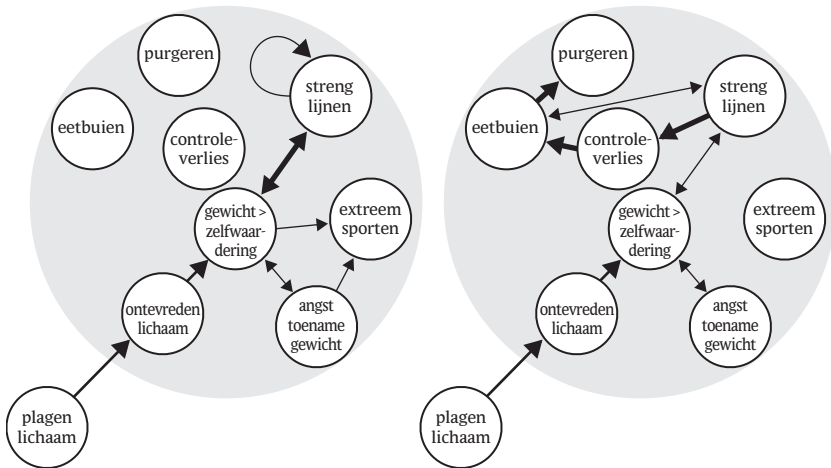 purgeren
streng
lijnen
eetbuien
controle-
verlies
gewicht >
zelfwaar-
dering
extreem
sporten
ontevreden
lichaam
angst
toename
gewicht
plagen
lichaam
purgeren
streng
lijnen
eetbuien
controle-
verlies
gewicht >
zelfwaar-
dering
extreem
sporten
ontevreden
lichaam
angst
toename
gewicht
plagen
lichaam